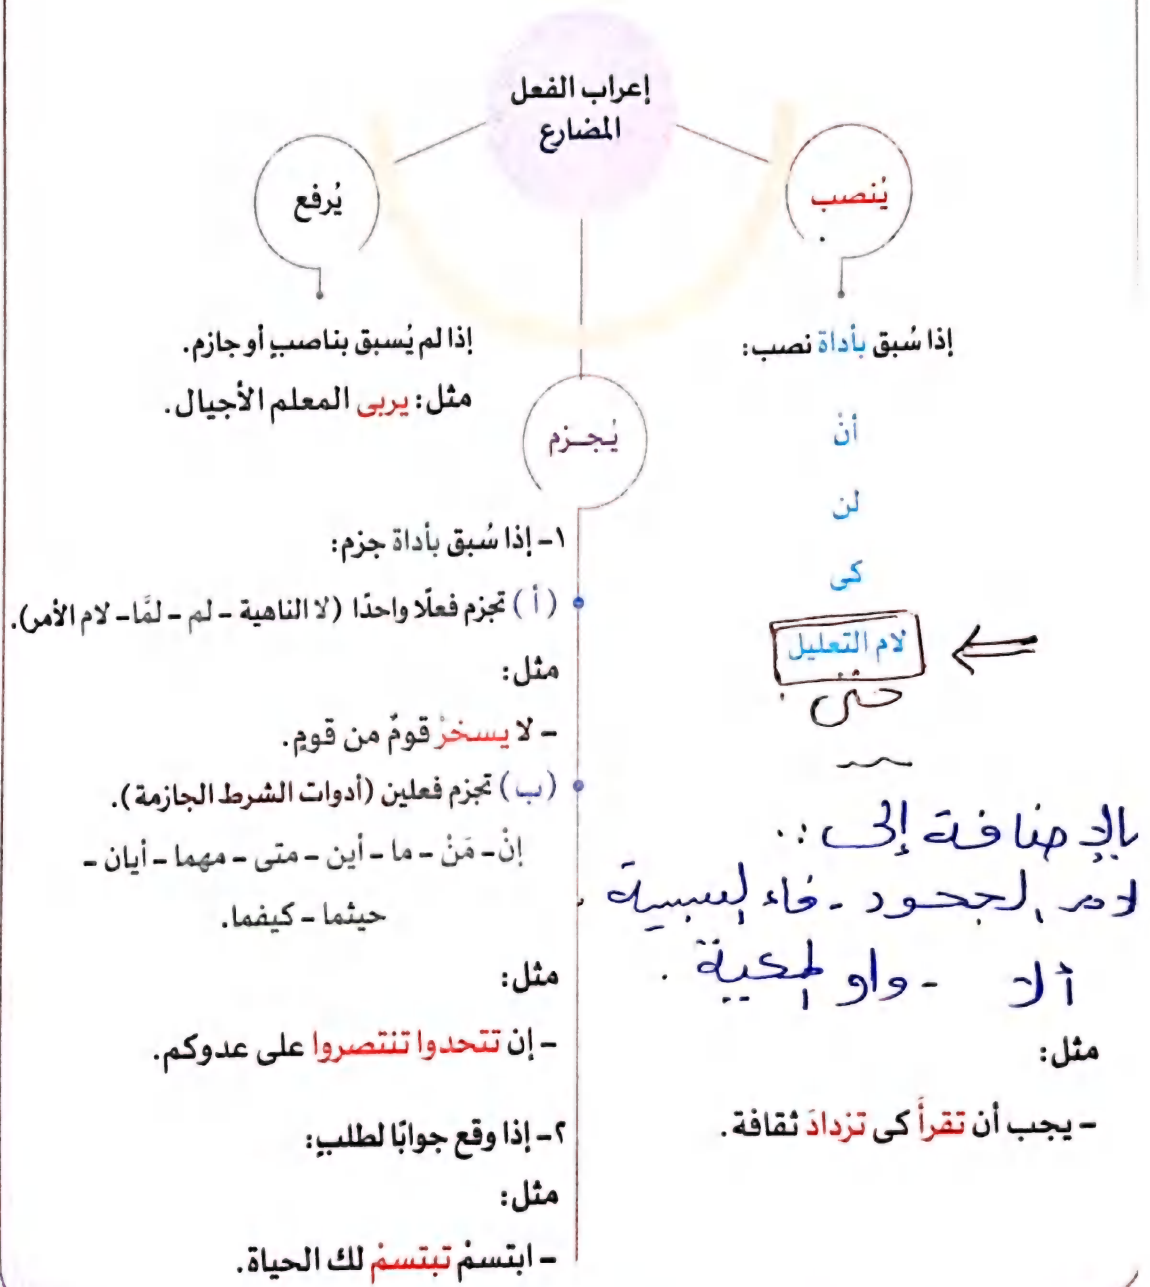 إعراب الفعل
المضارع
يُنصب
إذا سُبق بأداة نصب:
أنْ
لن
كى
لام التعليل
حتى
بالإضافة إلى:
لام الجحود - فاء السببية
ألا - واو المعية.
مثل:
- يجب أن تقرأَ كى تزدادَ ثقافة.
يُرفع
إذا لم يُسبق بناصبٍ أو جازم.
مثل: يربى المعلم الأجيال.
يُجـزم
١- إذا سُبق بأداة جزم:
(أ) تجزم فعلًا واحدًا (لا الناهية - لم - لمَّا- لام الأمر).
مثل:
- لا يسخرْ قومٌ من قومٍ.
(ب) تجزم فعلين (أدوات الشرط الجازمة).
إنْ- مَنْ - ما - أين - متى - مهما - أيان -
حيثما - كيفما.
مثل:
- إن تتحدوا تنتصروا على عدوكم.
٢- إذا وقع جوابًا لطلبٍ:
مثل:
- ابتسمْ تبتسمْ لك الحياة.